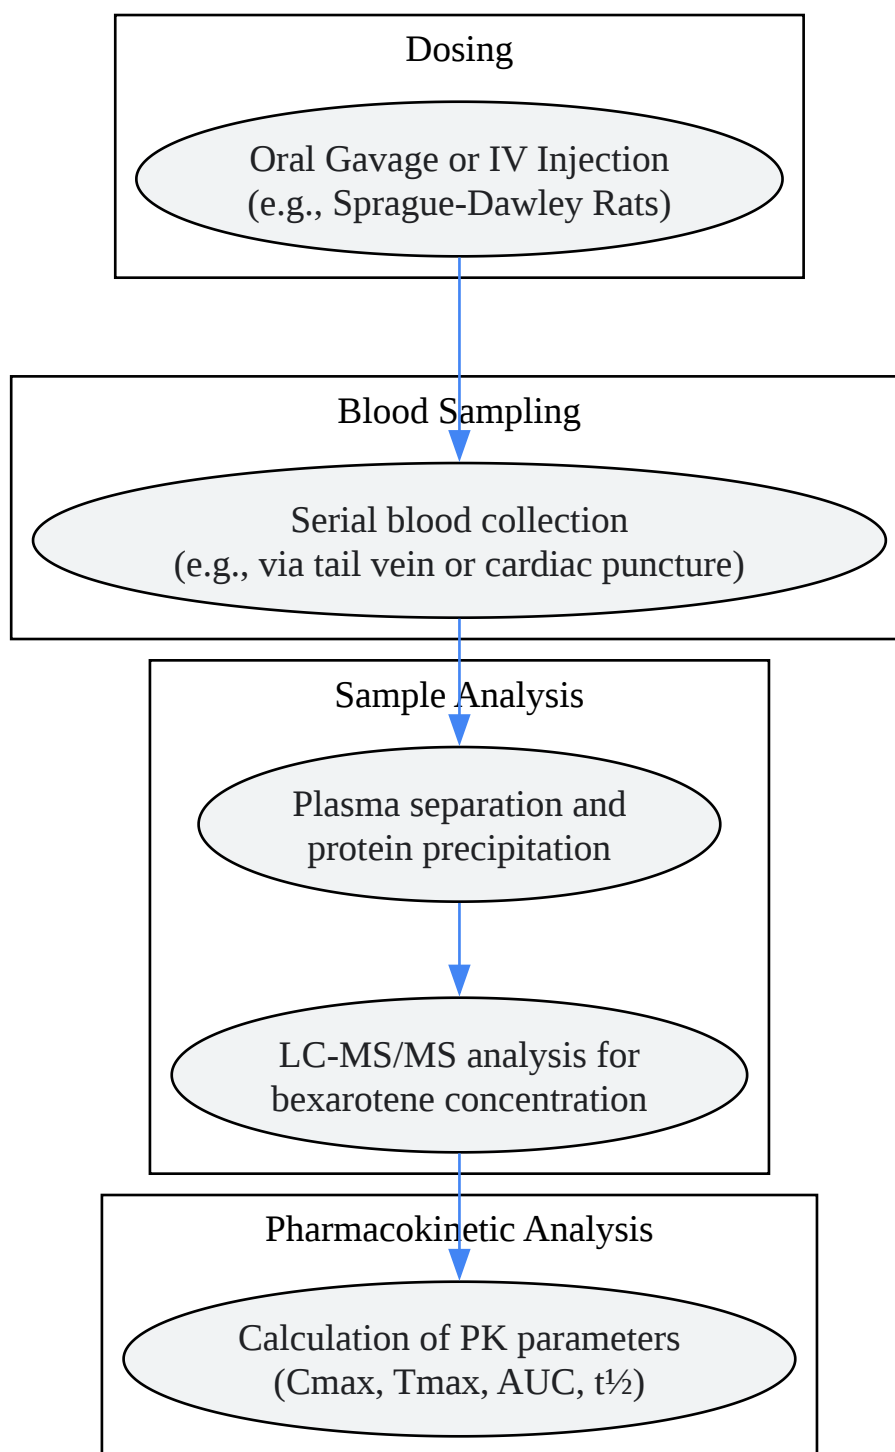 Dosing
Oral Gavage or IV Injection
(e.g., Sprague-Dawley Rats)
Blood Sampling
Serial blood collection
(e.g., via tail vein or cardiac puncture)
Sample Analysis
Plasma separation and
protein precipitation
LC-MS/MS analysis for
bexarotene concentration
Pharmacokinetic Analysis
Calculation of PK parameters
(Cmax, Tmax, AUC, t½)